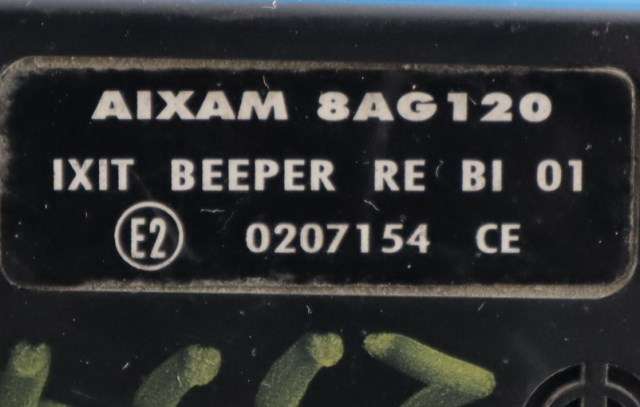 AIXAM 8AG120
IXIT BEEPER RE BI 01
E2 0207154 CE